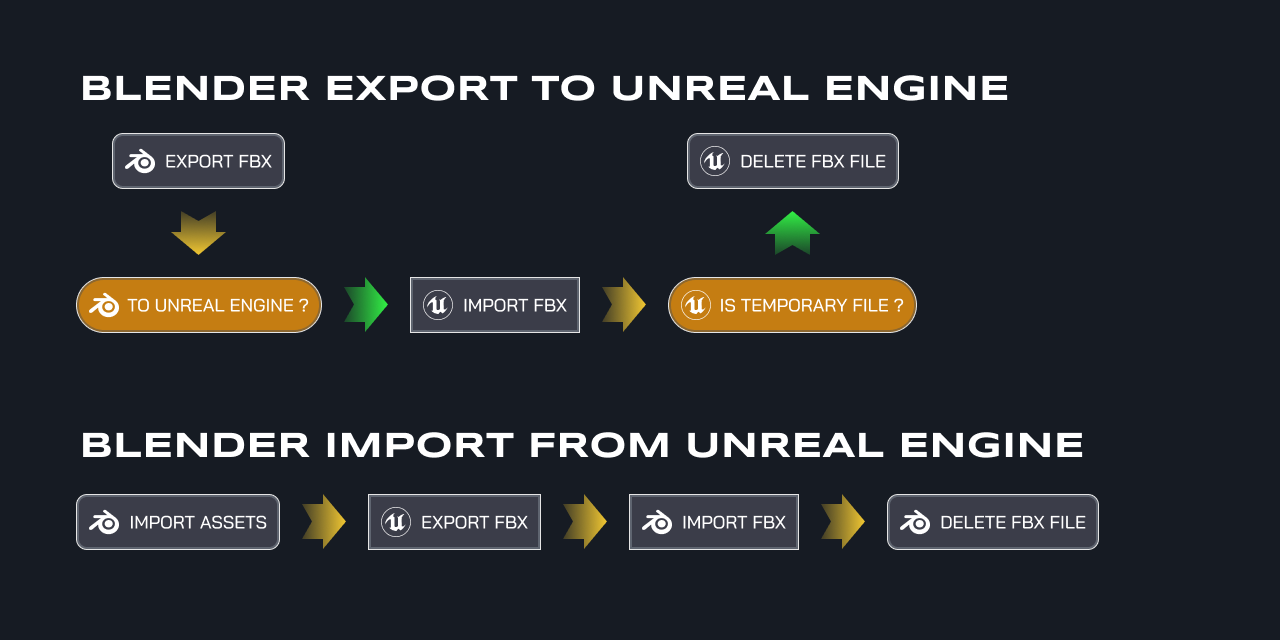 BLENDER EXPORT TO UNREAL ENGINE
EXPORT FBX
DELETE FBX FILE
TO UNREAL ENGINE ?
IMPORT FBX
IS TEMPORARY FILE ?
BLENDER IMPORT FROM UNREAL ENGINE
IMPORT ASSETS
EXPORT FBX
IMPORT FBX
DELETE FBX FILE